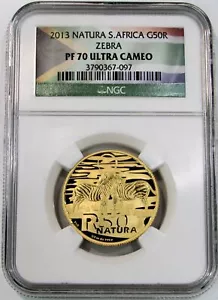 2013 NATURA S.AFRICA G50R
ZEBRA
PF 70 ULTRA CAMEO
3790367-097
NGC
R50
NATURA